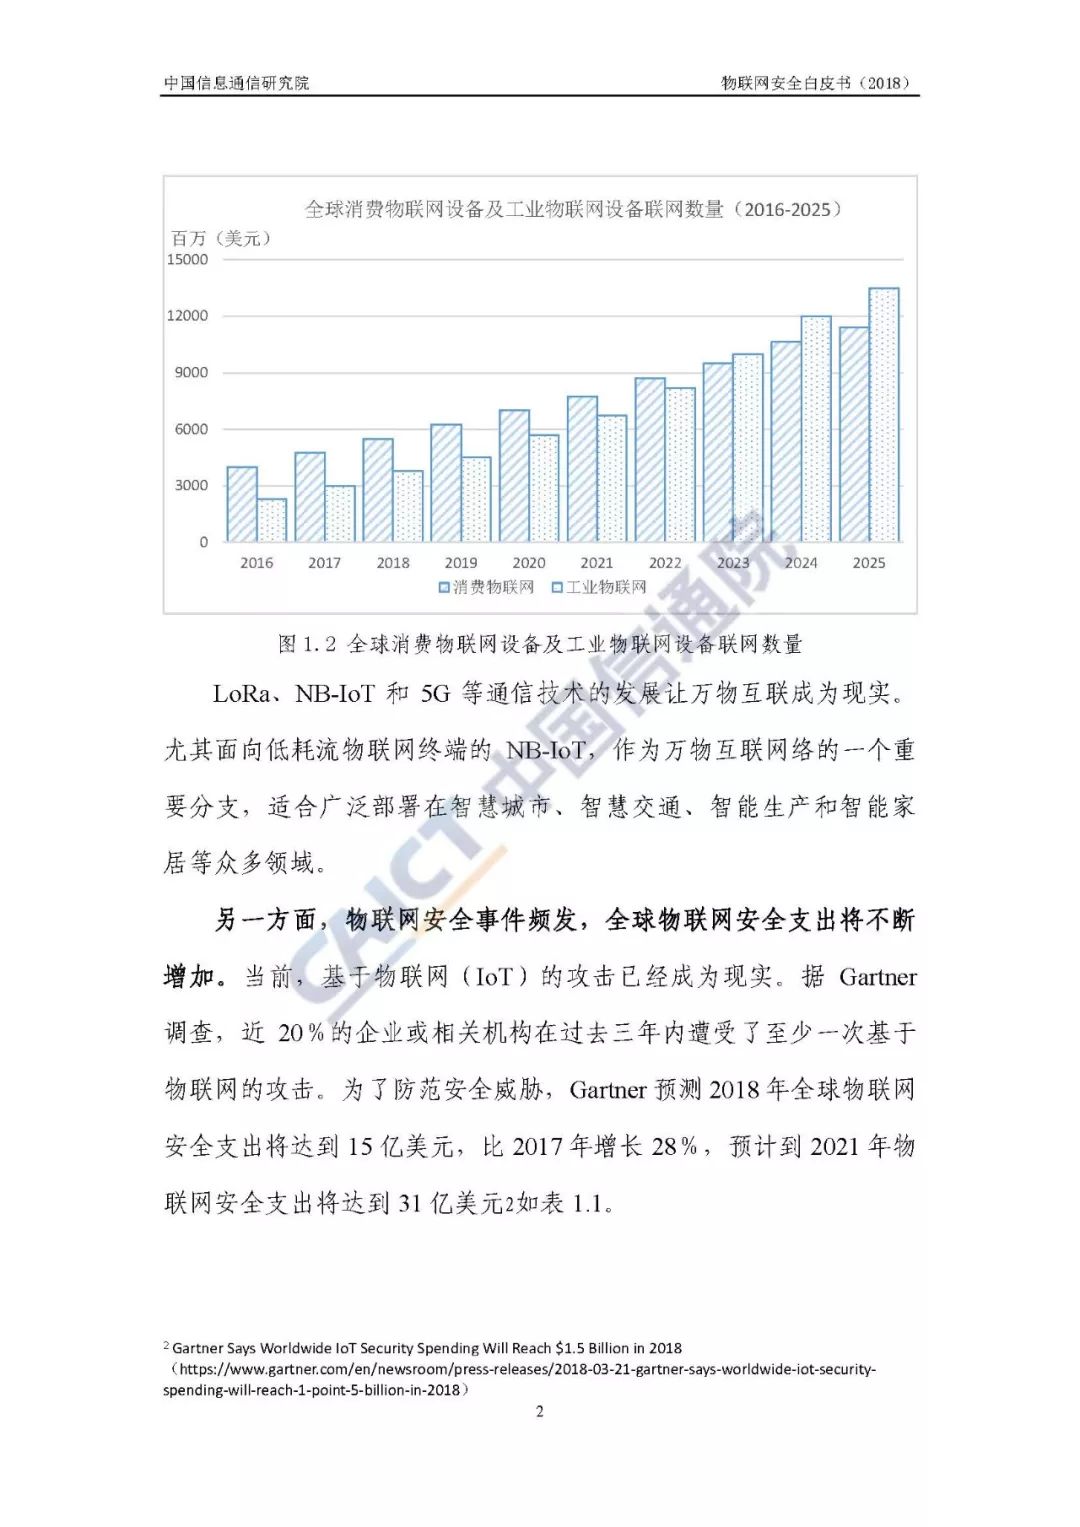 中国信息通信研究院
物联网安全白皮书（2018）
全球消费物联网设备及工业物联网设备联网数量（2016-2025）
百万（美元）
15000
12000
9000
6000
3000
0
2016 2017 2018 2019 2020 2021 2022 2023 2024 2025
消费物联网 工业物联网
图 1.2 全球消费物联网设备及工业物联网设备联网数量
LoRa、NB-IoT 和 5G 等通信技术的发展让万物互联成为现实。
尤其面向低耗流物联网终端的 NB-IoT，作为万物互联网络的一个重
要分支，适合广泛部署在智慧城市、智慧交通、智能生产和智能家
居等众多领域。
另一方面，物联网安全事件频发，全球物联网安全支出将不断
增加。当前，基于物联网（IoT）的攻击已经成为现实。据 Gartner
调查，近 20%的企业或相关机构在过去三年内遭受了至少一次基于
物联网的攻击。为了防范安全威胁，Gartner 预测 2018 年全球物联网
安全支出将达到 15 亿美元，比 2017 年增长 28%，预计到 2021 年物
联网安全支出将达到 31 亿美元2如表 1.1。
2 Gartner Says Worldwide IoT Security Spending Will Reach $1.5 Billion in 2018
（https://www.gartner.com/en/newsroom/press-releases/2018-03-21-gartner-says-worldwide-iot-security-
spending-will-reach-1-point-5-billion-in-2018）
2
CAICT 中国信通院